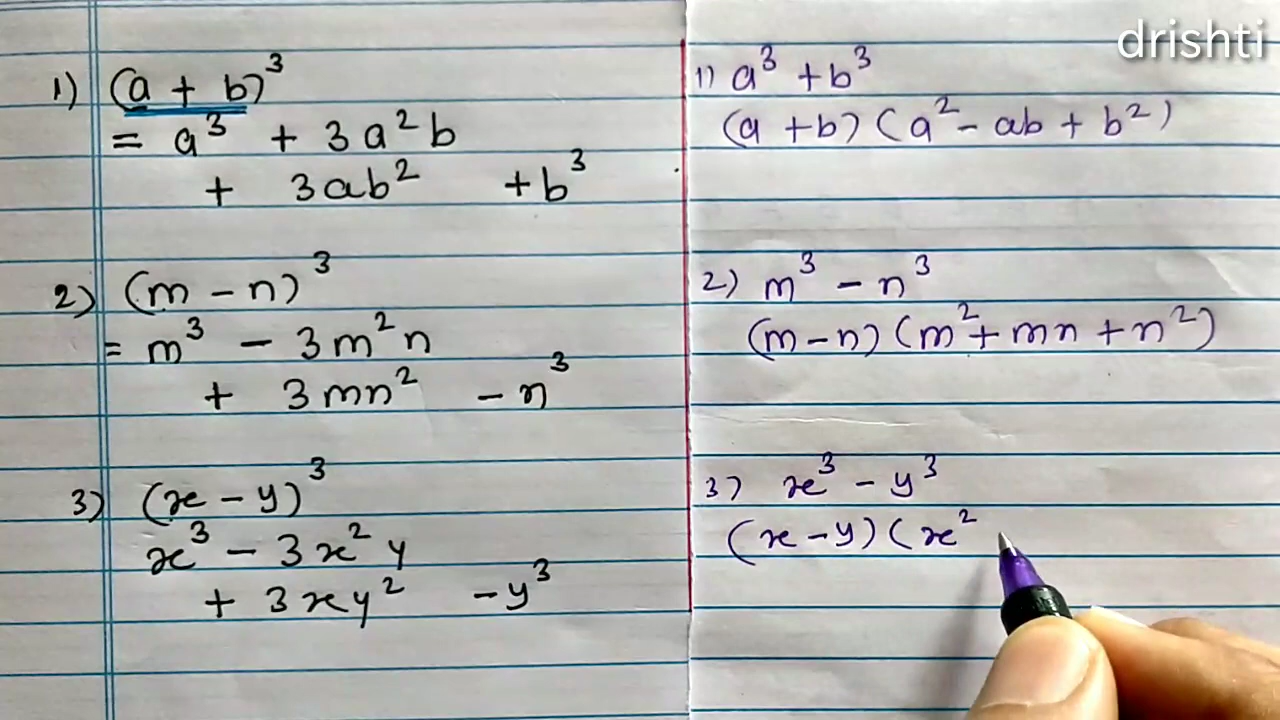 drishti
1) (a + b)³
= a³ + 3a²b
+ 3ab² + b³
2) (m - n)³
= m³ - 3m²n
+ 3mn² - n³
3) (x - y)³
x³ - 3x²y
+ 3xy² - y³
1) a³ + b³
(a + b) (a² - ab + b²)
2) m³ - n³
(m - n) (m² + mn + n²)
3) x³ - y³
(x - y) (x²